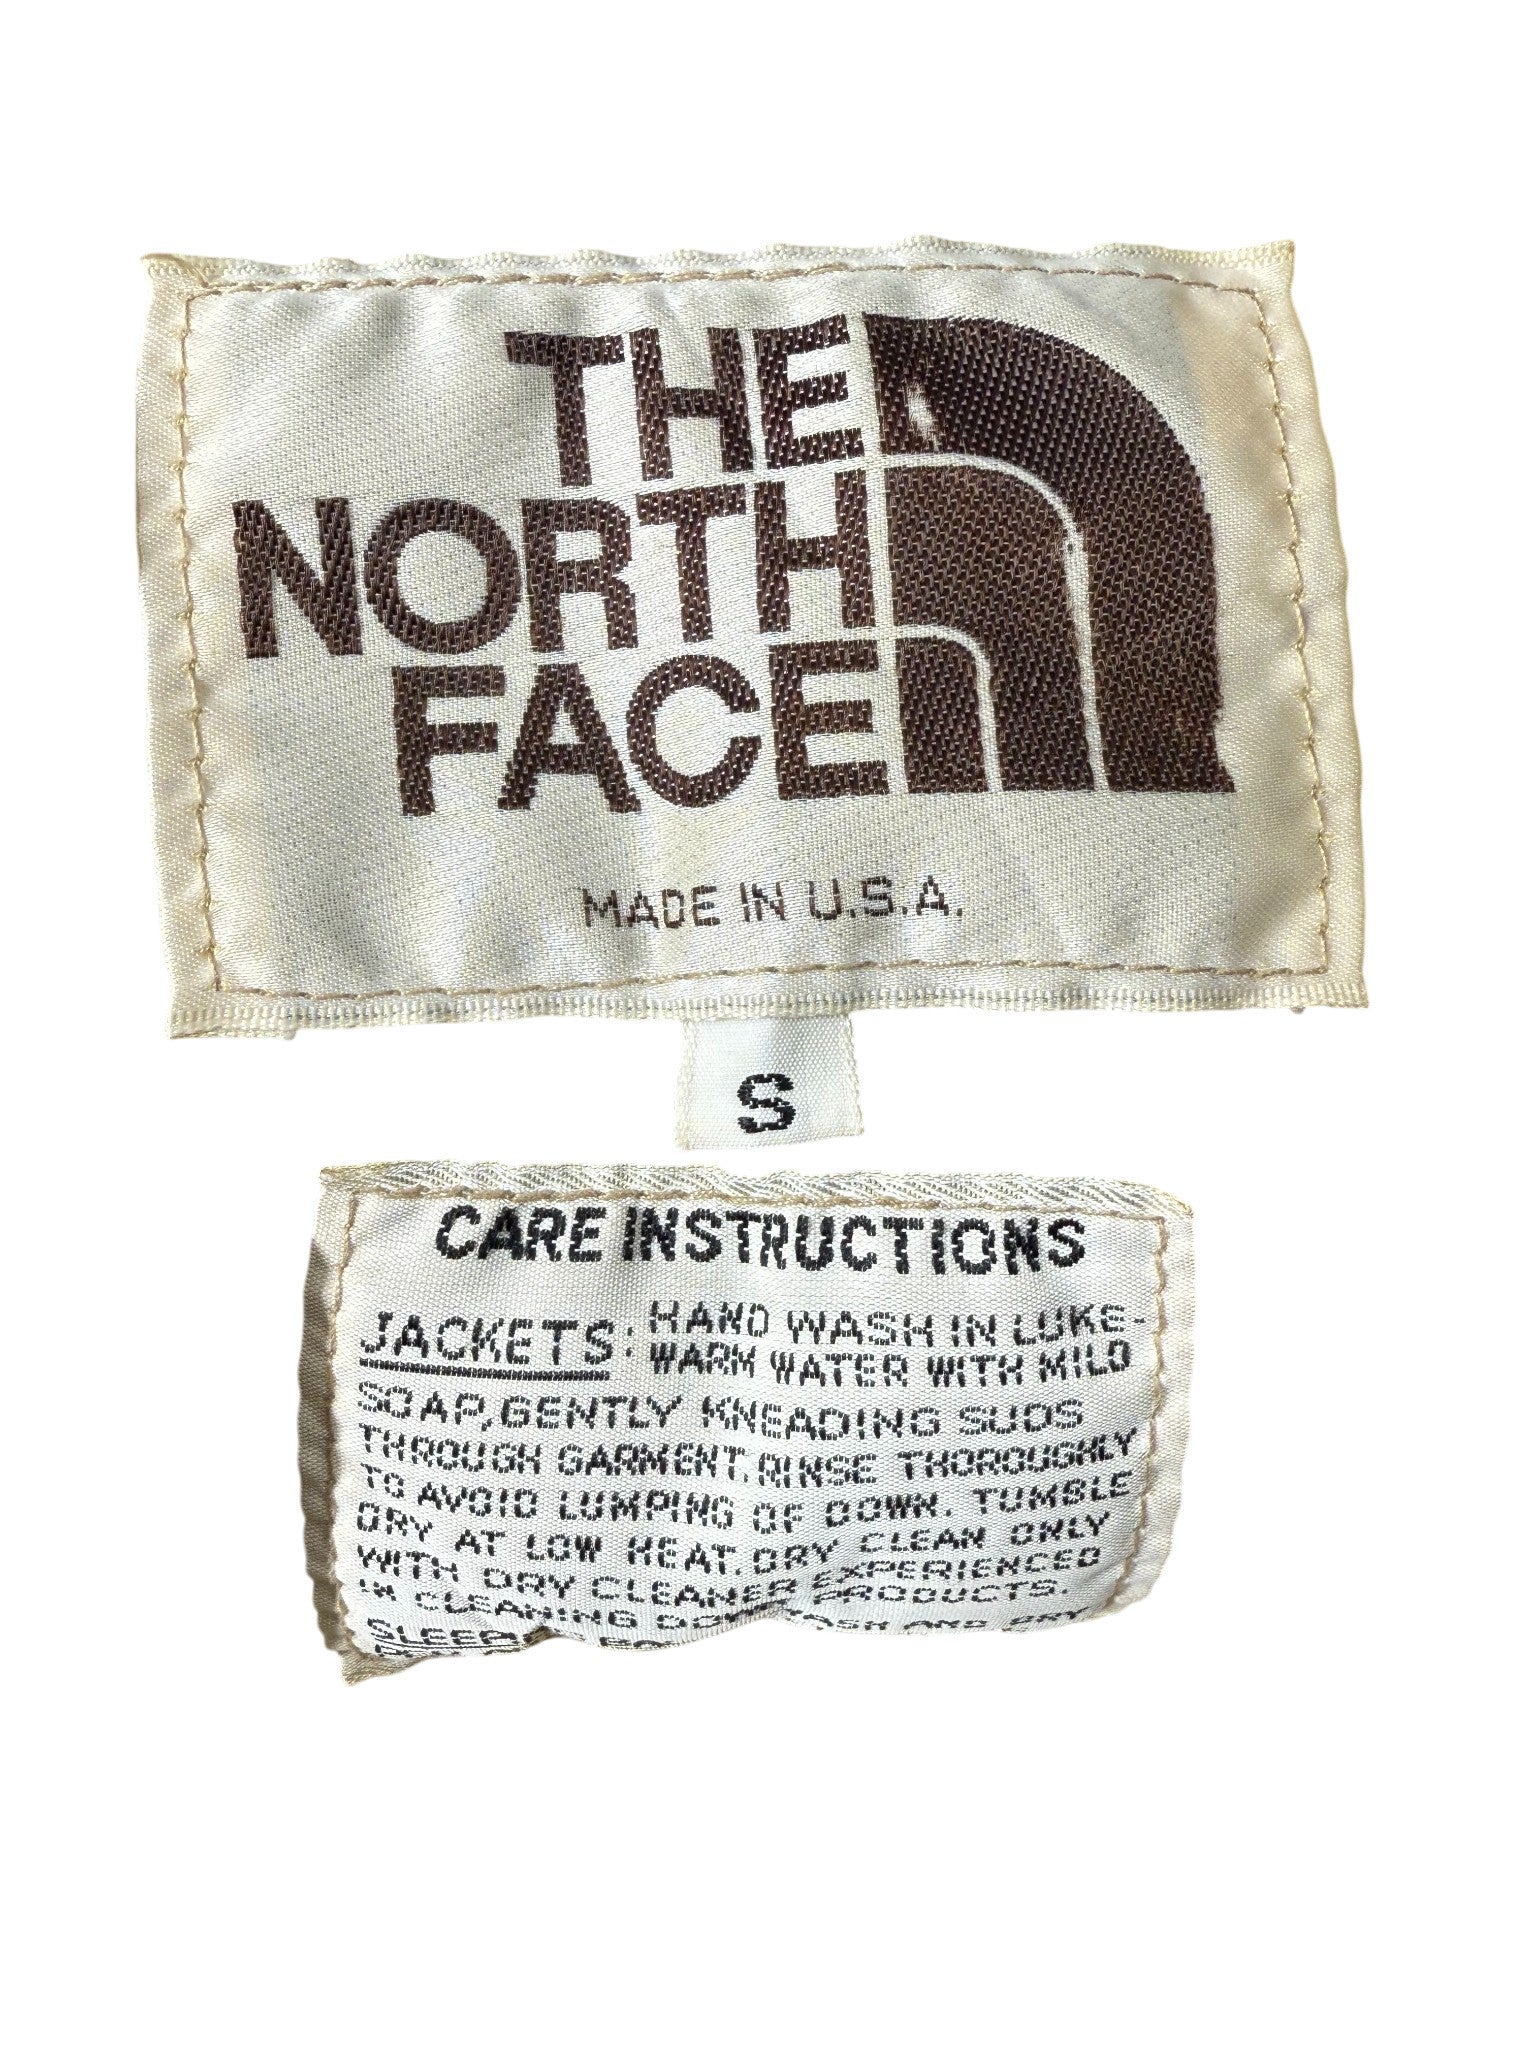 THE
NORTH
FACE
MADE IN U.S.A.
S
CARE INSTRUCTIONS
JACKETS: HAND WASH IN LUKE-
WARM WATER WITH MILD
SOAP, GENTLY KNEADING SUDS
THROUGH GARMENT. RINSE THOROUGHLY
TO AVOID LUMPING OF DOWN. TUMBLE
DRY AT LOW HEAT. DRY CLEAN ONLY
WITH DRY CLEANER EXPERIENCED
IN CLEANING DOWN PRODUCTS.
AND DRY